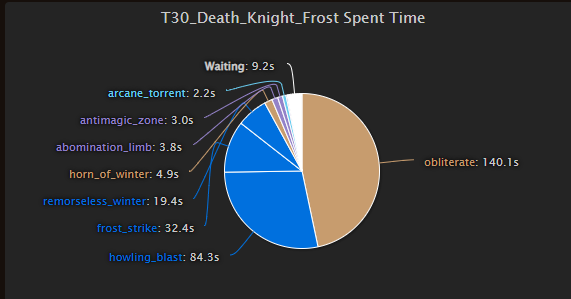 T30_Death_Knight_Frost Spent Time
Waiting: 9.2s
arcane_torrent: 2.2s
antimagic_zone: 3.0s
abomination_limb: 3.8s
horn_of_winter: 4.9s
remorseless_winter: 19.4s
frost_strike: 32.4s
howling_blast: 84.3s
obliterate: 140.1s